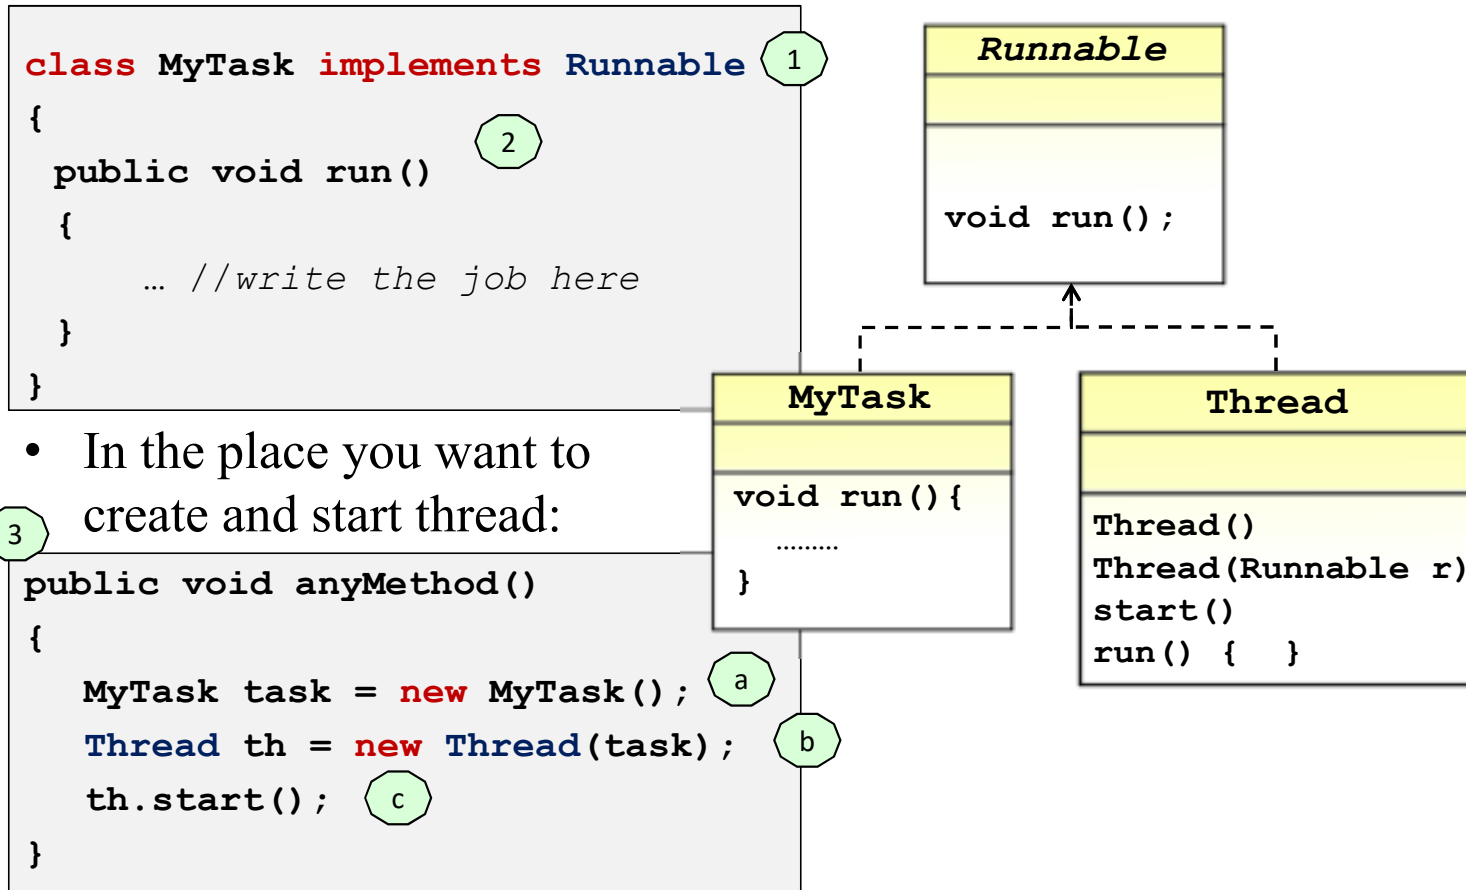 class MyTask implements Runnable
1
{
2
public void run()
{
… //write the job here
}
}
• In the place you want to
create and start thread:
3
public void anyMethod()
{
MyTask task = new MyTask();
a
Thread th = new Thread(task);
b
th.start();
c
}
Runnable
void run();
MyTask
void run(){
………
}
Thread
Thread()
Thread(Runnable r)
start()
run() { }